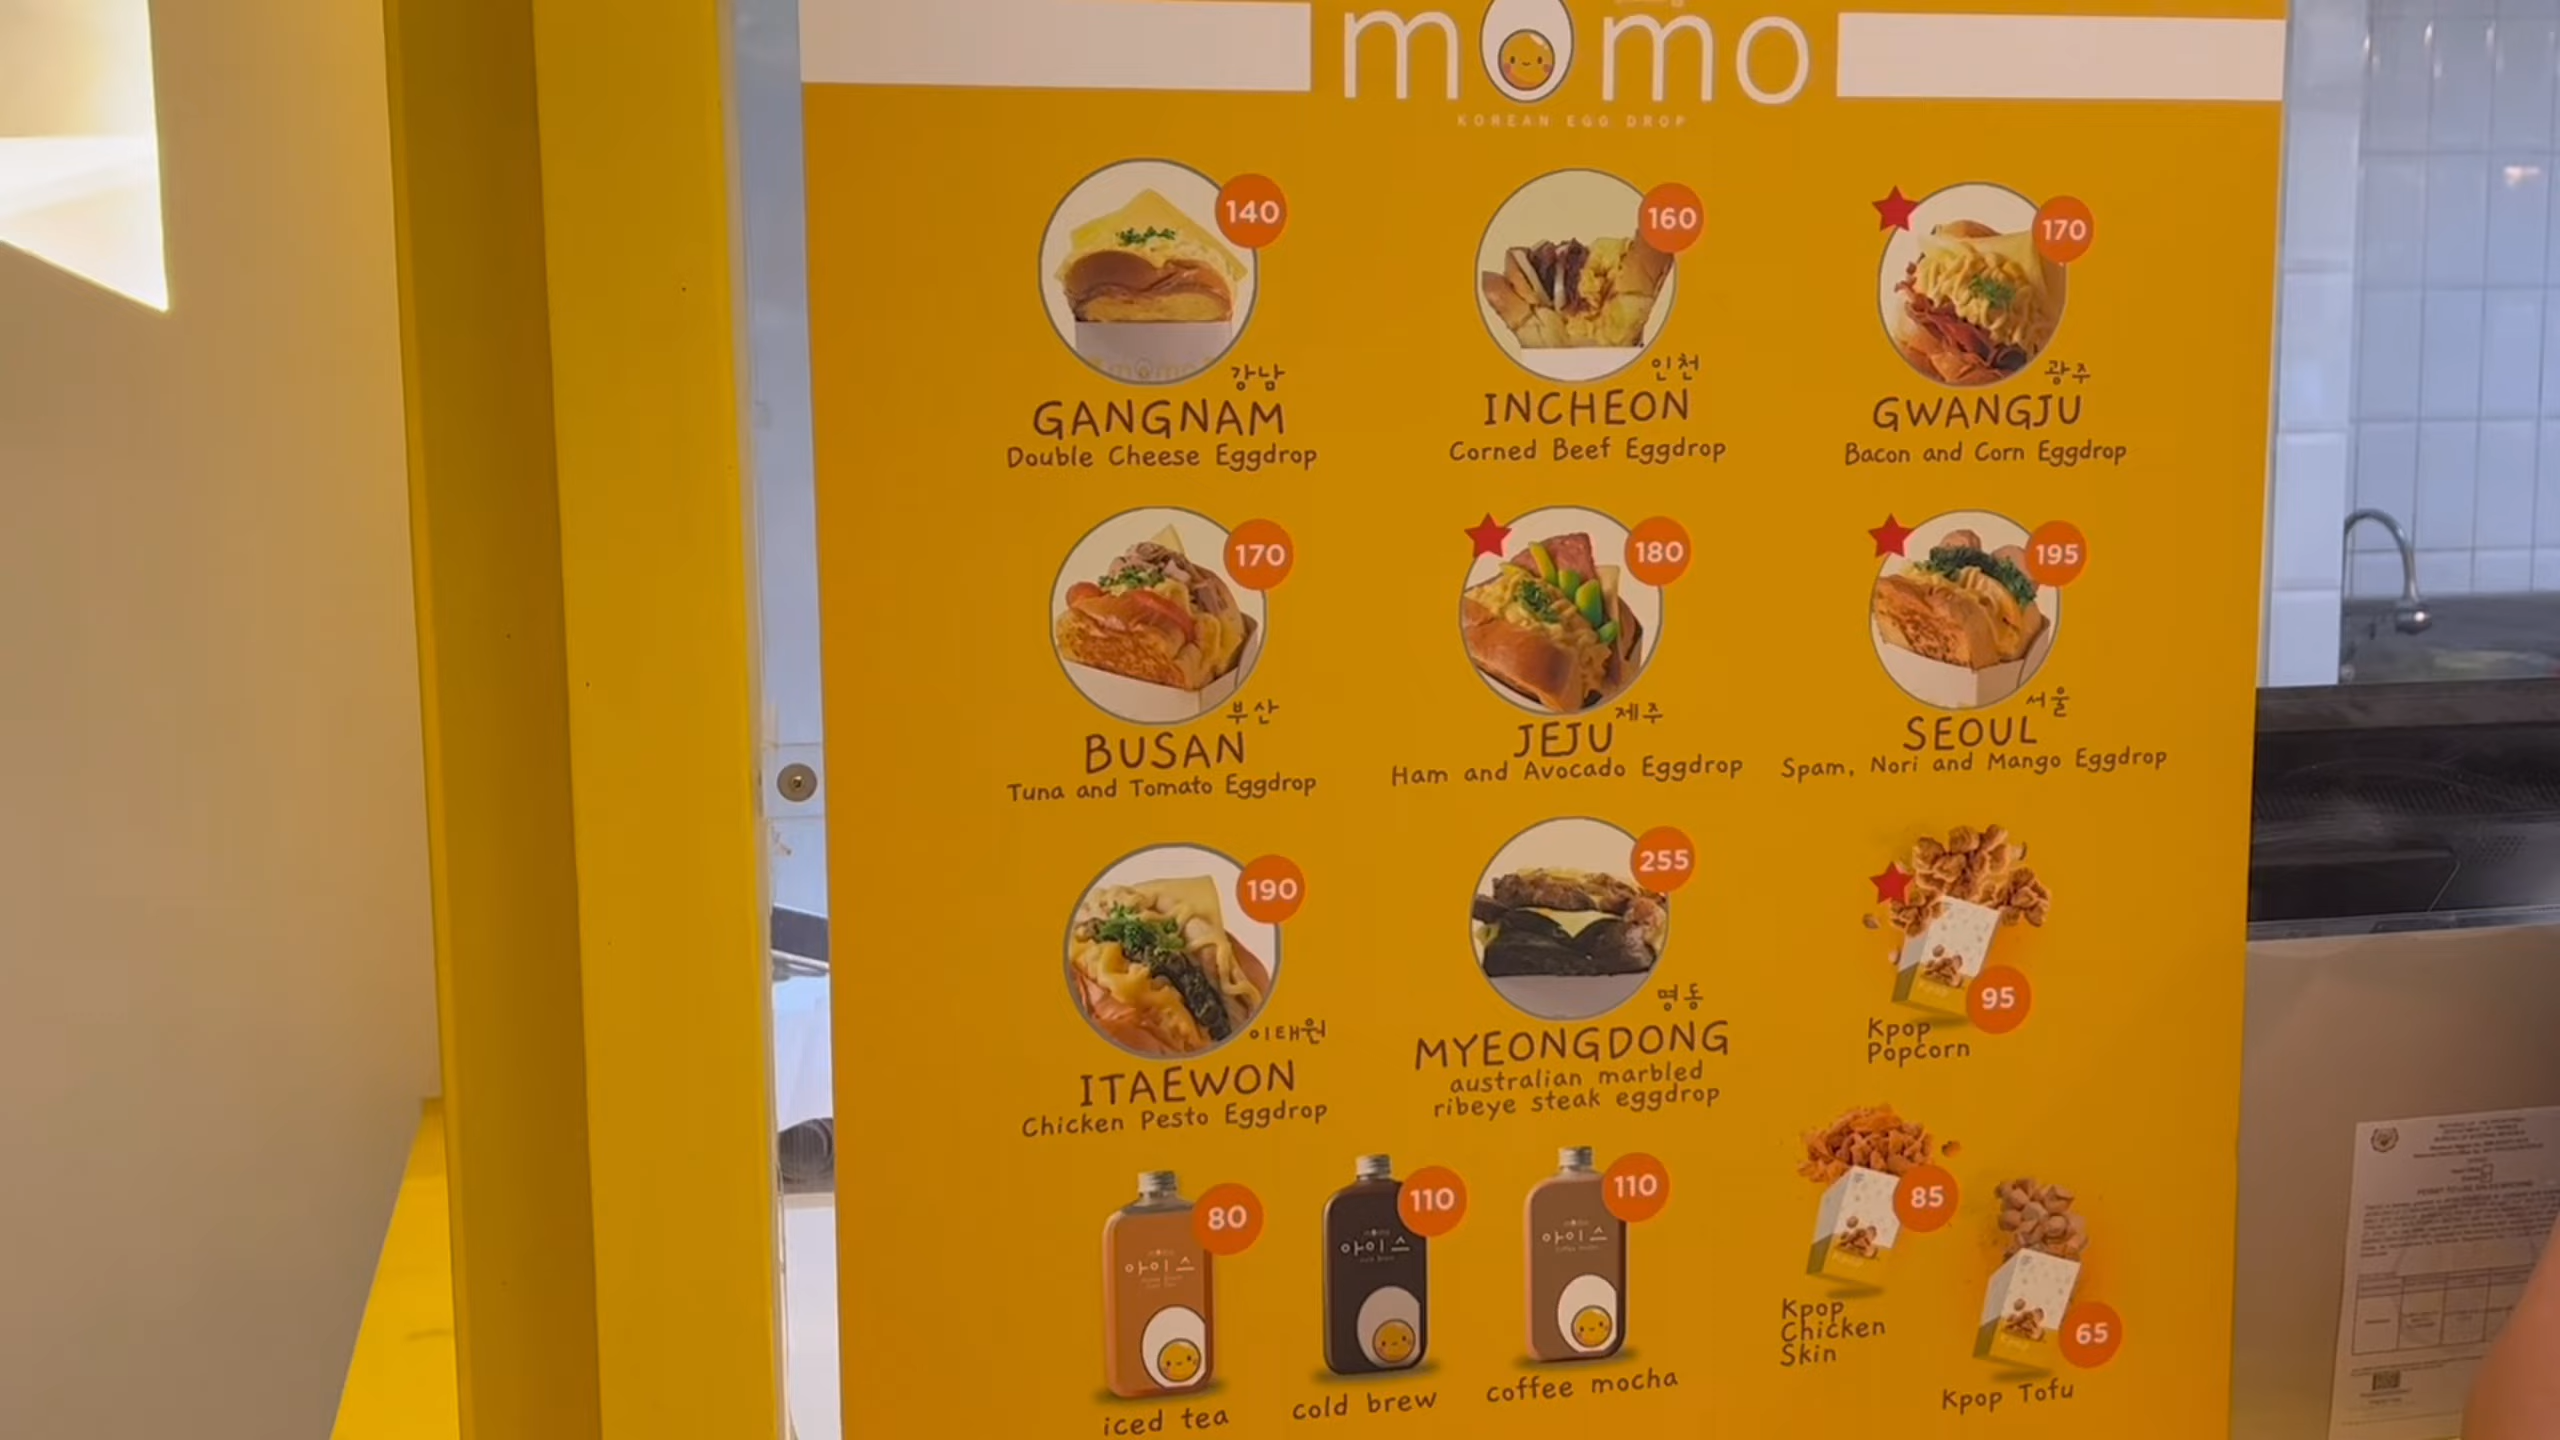 momo
KOREAN EGG DROP
140
강남
GANGNAM
Double Cheese Eggdrop
160
인천
INCHEON
Corned Beef Eggdrop
170
광주
GWANGJU
Bacon and Corn Eggdrop
170
부산
BUSAN
Tuna and Tomato Eggdrop
180
제주
JEJU
Ham and Avocado Eggdrop
195
서울
SEOUL
Spam, Nori and Mango Eggdrop
190
이태원
ITAEWON
Chicken Pesto Eggdrop
255
명동
MYEONGDONG
australian marbled
ribeye steak eggdrop
95
Kpop
Popcorn
80
아이스
iced tea
110
아이스
cold brew
110
아이스
coffee mocha
85
Kpop
Chicken
Skin
65
Kpop Tofu